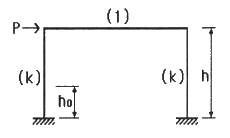 (1)
P→
(k)
(k)
h
h₀